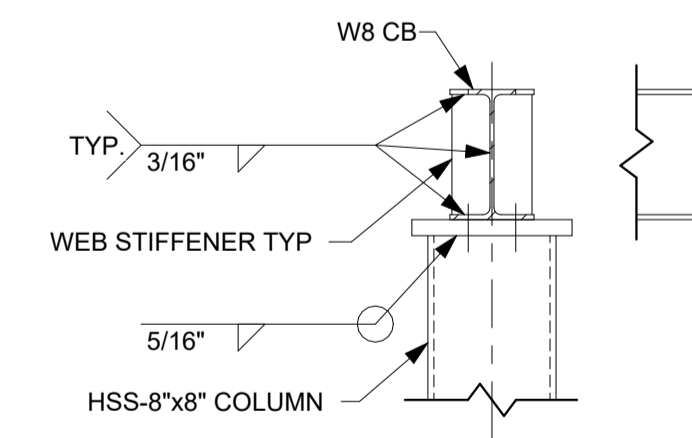 W8 CB
TYP.
3/16"
WEB STIFFENER TYP
5/16"
HSS-8"x8" COLUMN